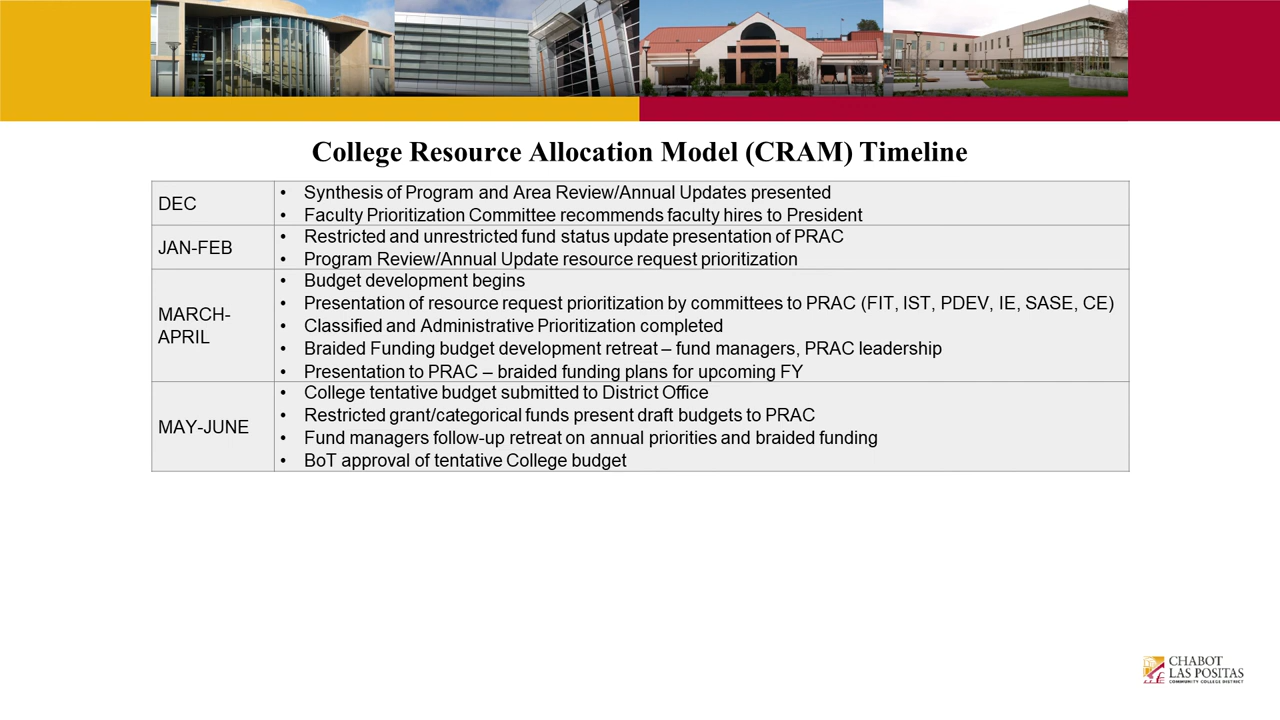 College Resource Allocation Model (CRAM) Timeline
DEC
• Synthesis of Program and Area Review/Annual Updates presented
• Faculty Prioritization Committee recommends faculty hires to President
JAN-FEB
• Restricted and unrestricted fund status update presentation of PRAC
• Program Review/Annual Update resource request prioritization
MARCH-
APRIL
• Budget development begins
• Presentation of resource request prioritization by committees to PRAC (FIT, IST, PDEV, IE, SASE, CE)
• Classified and Administrative Prioritization completed
• Braided Funding budget development retreat – fund managers, PRAC leadership
• Presentation to PRAC – braided funding plans for upcoming FY
MAY-JUNE
• College tentative budget submitted to District Office
• Restricted grant/categorical funds present draft budgets to PRAC
• Fund managers follow-up retreat on annual priorities and braided funding
• BoT approval of tentative College budget
CHABOT
LAS POSITAS
COMMUNITY COLLEGE DISTRICT